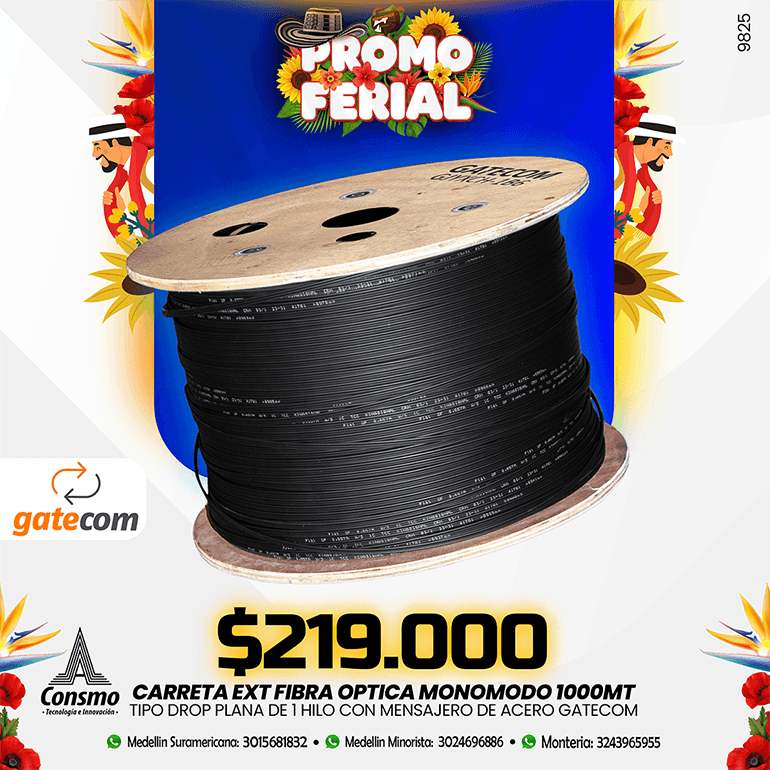 PROMO
FERIAL
9825
GATECOM
gatecom
$219.000
Consmo
• Tecnología e Innovación •
CARRETA EXT FIBRA OPTICA MONOMODO 1000MT
TIPO DROP PLANA DE 1 HILO CON MENSAJERO DE ACERO GATECOM
Medellin Suramericana: 3015681832 • Medellin Minorista: 3024696886 • Monteria: 3243965955